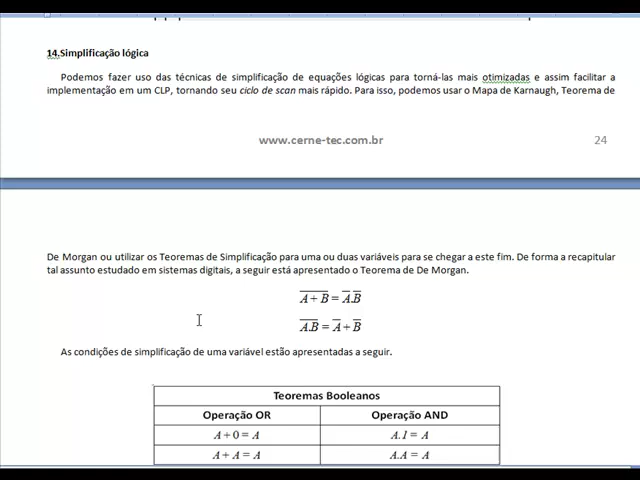 14.Simplificação lógica
Podemos fazer uso das técnicas de simplificação de equações lógicas para torná-las mais otimizadas e assim facilitar a
implementação em um CLP, tornando seu ciclo de scan mais rápido. Para isso, podemos usar o Mapa de Karnaugh, Teorema de
www.cerne-tec.com.br 24
De Morgan ou utilizar os Teoremas de Simplificação para uma ou duas variáveis para se chegar a este fim. De forma a recapitular
tal assunto estudado em sistemas digitais, a seguir está apresentado o Teorema de De Morgan.
A̅ ̅+̅ ̅B̅ = A̅.B̅
A̅.̅B̅ = A̅ + B̅
As condições de simplificação de uma variável estão apresentadas a seguir.
Teoremas Booleanos
Operação OR Operação AND
A + 0 = A A.1 = A
A + A = A A.A = A